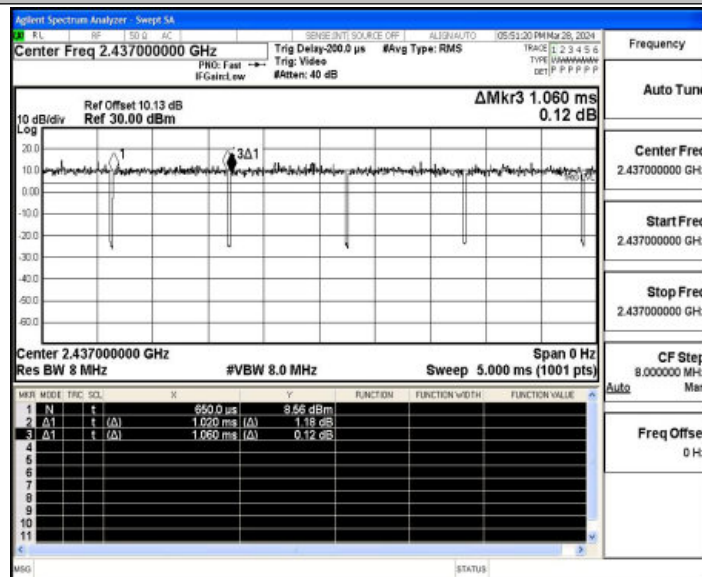 Agilent Spectrum Analyzer - Swept SA
RL RF 50 Ω AC SENSE:INT SOURCE OFF ALIGNAUTO 05:51:20 PM Mar 28, 2024
Center Freq 2.437000000 GHz
PNO: Fast
IFGain:Low
Trig Delay-200.0 µs
Trig: Video
#Atten: 40 dB
#Avg Type: RMS
TRACE 1 2 3 4 5 6
TYPE WWWWWW
DET P P P P P P
Frequency
Auto Tune
ΔMkr3 1.060 ms
0.12 dB
Ref Offset 10.13 dB
Ref 30.00 dBm
10 dB/div
Log
20.0
10.0
0.00
-10.0
-20.0
-30.0
-40.0
-50.0
-60.0
1
3Δ1
Center Freq
2.437000000 GHz
Start Freq
2.437000000 GHz
Stop Freq
2.437000000 GHz
CF Step
8.000000 MHz
Auto Man
Freq Offset
0 Hz
Center 2.437000000 GHz Span 0 Hz
Res BW 8 MHz #VBW 8.0 MHz Sweep 5.000 ms (1001 pts)
MKR MODE TRC SCL X Y FUNCTION FUNCTION WIDTH FUNCTION VALUE
1 N t 650.0 µs 8.56 dBm
2 Δ1 t (Δ) 1.020 ms (Δ) 1.18 dB
3 Δ1 t (Δ) 1.060 ms (Δ) 0.12 dB
4
5
6
7
8
9
10
11
MSG STATUS